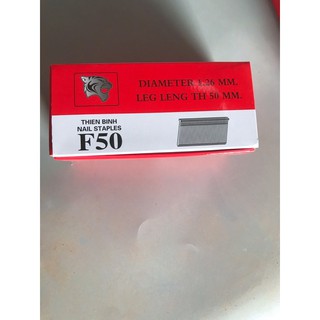 DIAMETER 1.26 MM.
LEG LENG TH 50 MM.
THIEN BINH
NAIL STAPLES
F50